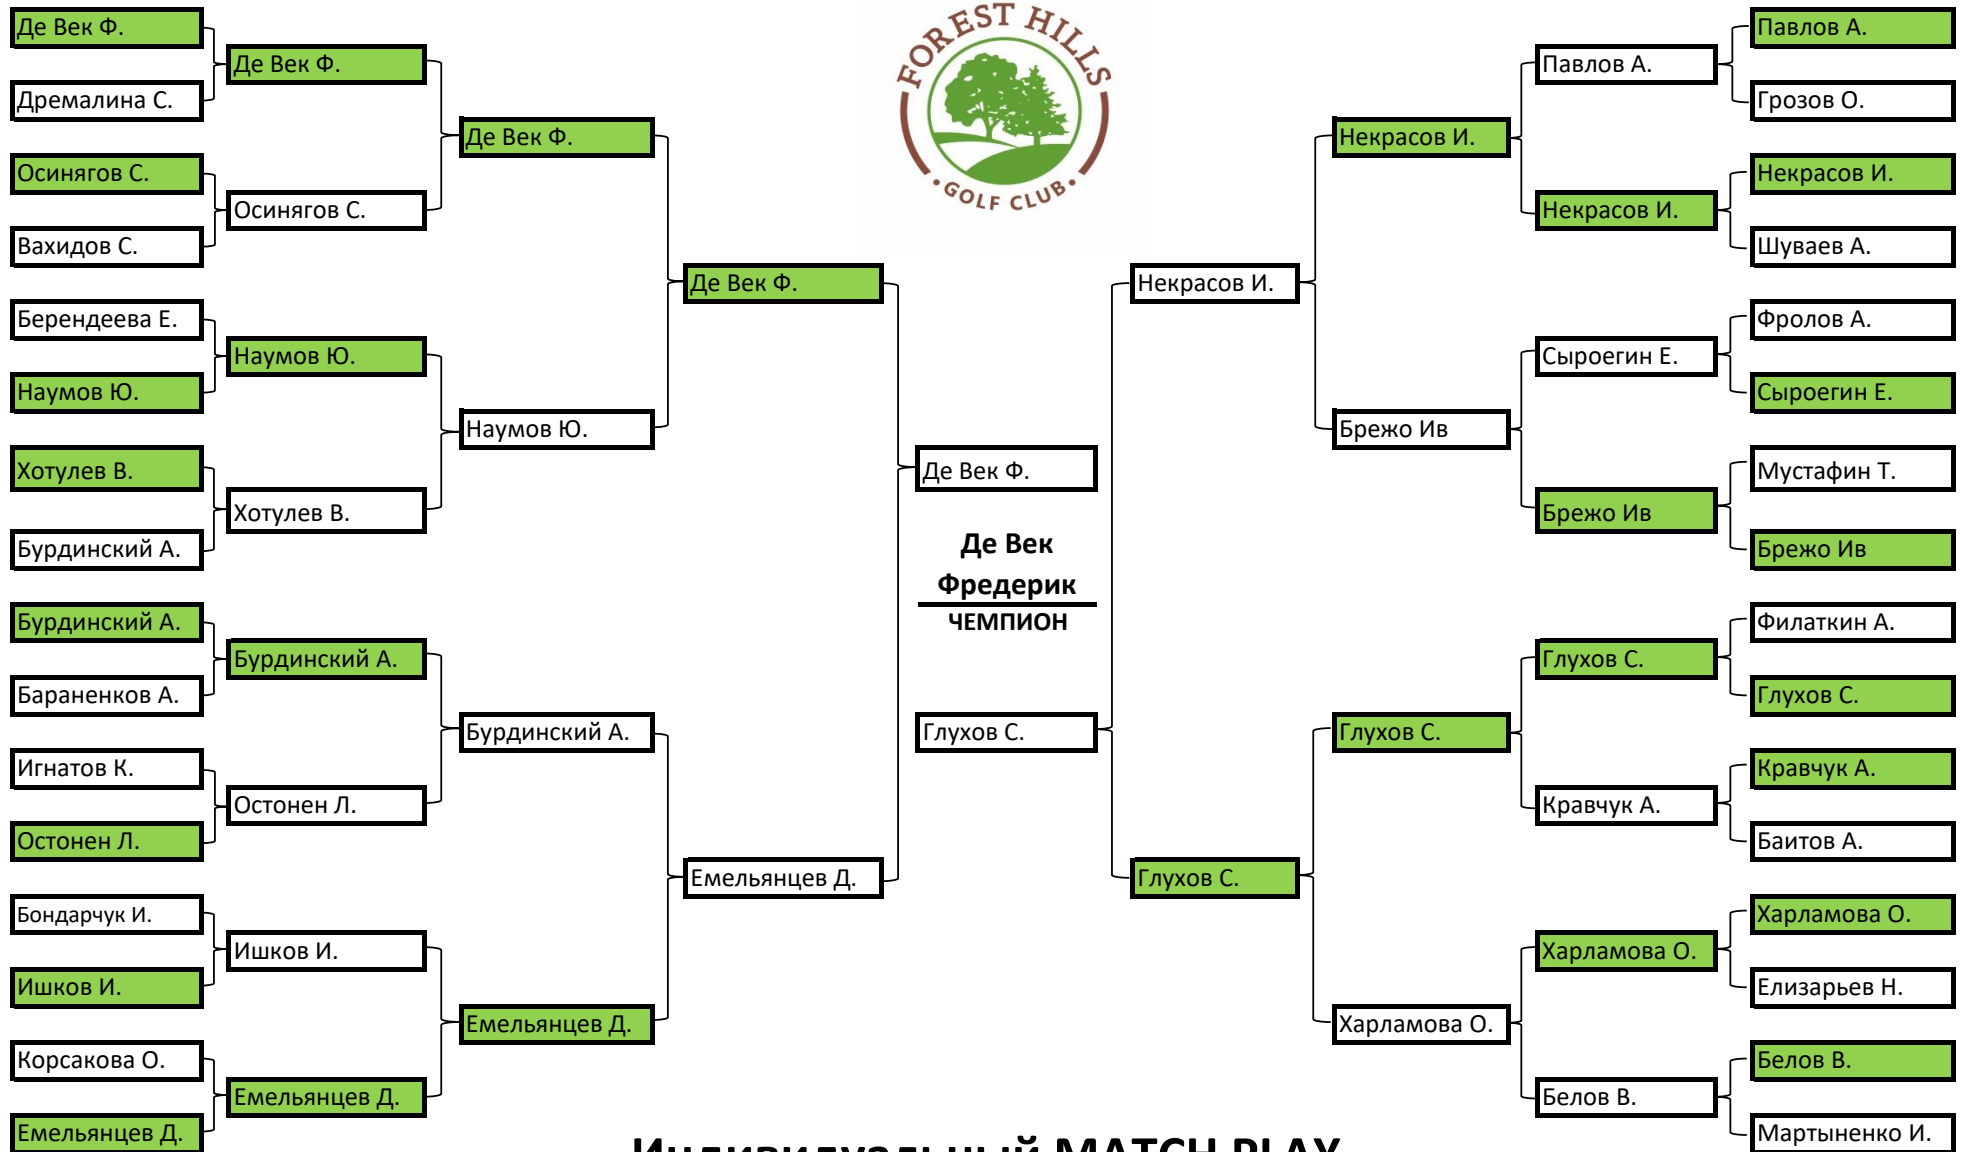 Де Век Ф.
Дремалина С.
Осинягов С.
Вахидов С.
Берендеева Е.
Наумов Ю.
Хотулев В.
Бурдинский А.
Бурдинский А.
Бараненков А.
Игнатов К.
Остонен Л.
Бондарчук И.
Ишков И.
Корсакова О.
Емельянцев Д.
Де Век Ф.
Осинягов С.
Наумов Ю.
Хотулев В.
Бурдинский А.
Остонен Л.
Ишков И.
Емельянцев Д.
Де Век Ф.
Наумов Ю.
Бурдинский А.
Емельянцев Д.
Де Век Ф.
Емельянцев Д.
FOREST HILLS
GOLF CLUB
Де Век Ф.
Де Век
Фредерик
ЧЕМПИОН
Глухов С.
Некрасов И.
Глухов С.
Некрасов И.
Брежо Ив
Глухов С.
Харламова О.
Павлов А.
Некрасов И.
Сыроегин Е.
Брежо Ив
Глухов С.
Кравчук А.
Харламова О.
Белов В.
Павлов А.
Грозов О.
Некрасов И.
Шуваев А.
Фролов А.
Сыроегин Е.
Мустафин Т.
Брежо Ив
Филаткин А.
Глухов С.
Кравчук А.
Баитов А.
Харламова О.
Елизарьев Н.
Белов В.
Мартыненко И.
Индивидуальный MATCH PLAY